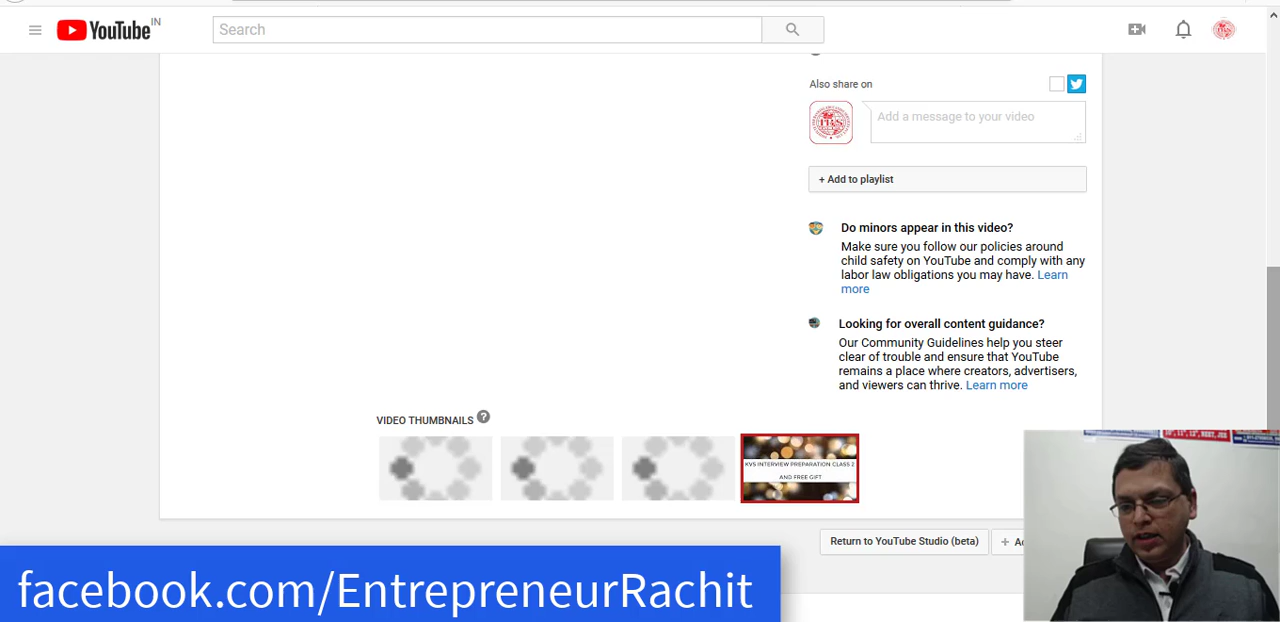 YouTube IN
Search
Also share on
Add a message to your video
+ Add to playlist
Do minors appear in this video?
Make sure you follow our policies around
child safety on YouTube and comply with any
labor law obligations you may have. Learn
more
Looking for overall content guidance?
Our Community Guidelines help you steer
clear of trouble and ensure that YouTube
remains a place where creators, advertisers,
and viewers can thrive. Learn more
VIDEO THUMBNAILS ?
KVS INTERVIEW PREPARATION CLASS 2
AND FREE GIFT
Return to YouTube Studio (beta)
facebook.com/EntrepreneurRachit